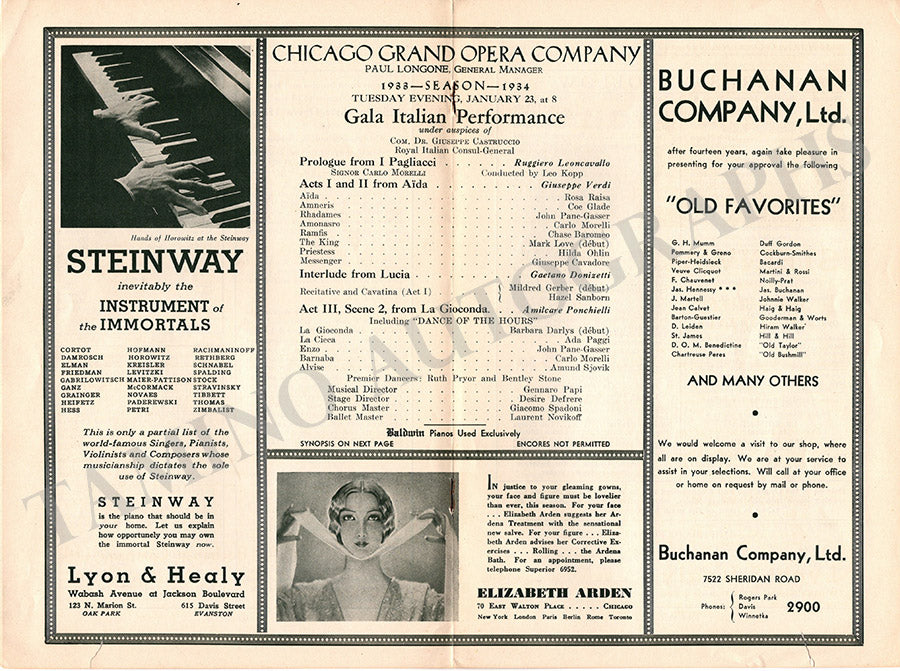 Hands of Horowitz at the Steinway
STEINWAY
inevitably the
INSTRUMENT of
the IMMORTALS
CORTOT HOFMANN RACHMANINOFF
DAMROSCH HOROWITZ RETHBERG
ELMAN KREISLER SCHNABEL
FRIEDMAN LEVITZKI SPALDING
GABRILOWITSCH MAIER-PATTISON STOCK
GANZ McCORMACK STRAVINSKY
GRAINGER NOVAES TIBBETT
HEIFETZ PADEREWSKI THOMAS
HESS PETRI ZIMBALIST
This is only a partial list of the
world-famous Singers, Pianists,
Violinists and Composers whose
musicianship dictates the sole
use of Steinway.
STEINWAY
is the piano that should be in
your home. Let us explain
how opportunely you may own
the immortal Steinway now.
Lyon & Healy
Wabash Avenue at Jackson Boulevard
123 N. Marion St. 615 Davis Street
OAK PARK EVANSTON
CHICAGO GRAND OPERA COMPANY
PAUL LONGONE, GENERAL MANAGER
1933—SEASON—1934
TUESDAY EVENING, JANUARY 23, at 8
Gala Italian Performance
under auspices of
COM. DR. GIUSEPPE CASTRUCCIO
Royal Italian Consul-General
Prologue from I Pagliacci . . . . . . . Ruggiero Leoncavallo
SIGNOR CARLO MORELLI Conducted by LEO KOPP
Acts I and II from Aïda . . . . . . . . Giuseppe Verdi
Aïda . . . . . . . . Rosa Raisa
Amneris . . . . . . . . Coe Glade
Rhadames . . . . . . . . John Pane-Gasser
Amonasro . . . . . . . . Carlo Morelli
Ramfis . . . . . . . . Chase Baromeo
The King . . . . . . . . Mark Love (début)
Priestess . . . . . . . . Hilda Ohlin
Messenger . . . . . . . . Giuseppe Cavadore
Interlude from Lucia . . . . . . . . Gaetano Donizetti
Recitative and Cavatina (Act I) . . . . { Mildred Gerber (début)
Hazel Sanborn
Act III, Scene 2, from La Gioconda. . . . Amilcare Ponchielli
Including "DANCE OF THE HOURS"
La Gioconda . . . . . . . . Barbara Darlys (début)
La Cieca . . . . . . . . Ada Paggi
Enzo . . . . . . . . John Pane-Gasser
Barnaba . . . . . . . . Carlo Morelli
Alvise . . . . . . . . Amund Sjovik
Premier Dancers: Ruth Pryor and Bentley Stone
Musical Director . . . . . . . . Gennaro Papi
Stage Director . . . . . . . . Desire Defrere
Chorus Master . . . . . . . . Giacomo Spadoni
Ballet Master . . . . . . . . Laurent Novikoff
Baldwin Pianos Used Exclusively
SYNOPSIS ON NEXT PAGE ENCORES NOT PERMITTED
IN justice to your gleaming gowns,
your face and figure must be lovelier
than ever, this season. For your face
. . . Elizabeth Arden suggests her Ar-
dena Treatment with the sensational
new salve. For your figure . . . Eliza-
beth Arden advises her Corrective Ex-
ercises . . . Rolling . . . the Ardena
Bath. For an appointment, please
telephone Superior 6952.
ELIZABETH ARDEN
70 EAST WALTON PLACE . . . . . CHICAGO
New York London Paris Berlin Rome Toronto
BUCHANAN
COMPANY, Ltd.
after fourteen years, again take pleasure in
presenting for your approval the following
"OLD FAVORITES"
G. H. Mumm Duff Gordon
Pommery & Greno Cockburn-Smithes
Piper-Heidsieck Bacardi
Veuve Clicquot Martini & Rossi
F. Chauvenet Noilly-Prat
Jas. Hennessy * * * Jas. Buchanan
J. Martell Johnnie Walker
Jean Calvet Haig & Haig
Barton-Guestier Gooderman & Worts
D. Leiden Hiram Walker
St. James Hill & Hill
D. O. M. Benedictine "Old Taylor"
Chartreuse Peres "Old Bushmill"
AND MANY OTHERS
We would welcome a visit to our shop, where
all are on display. We are at your service to
assist in your selections. Will call at your office
or home on request by mail or phone.
Buchanan Company, Ltd.
7522 SHERIDAN ROAD
Phones: { Rogers Park
Davis
Winnetka } 2900
TAMINO AUTOGRAPHS